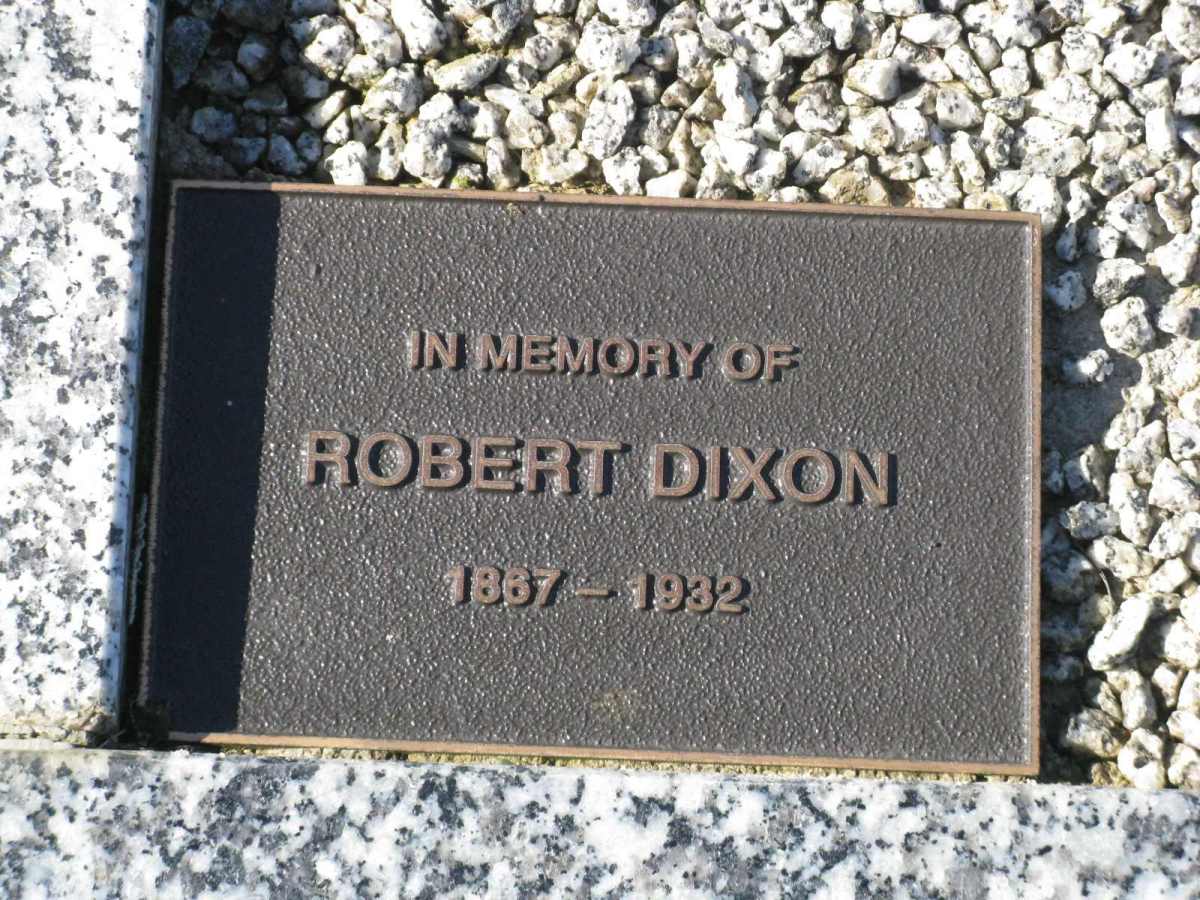 IN MEMORY OF
ROBERT DIXON
1867 – 1932